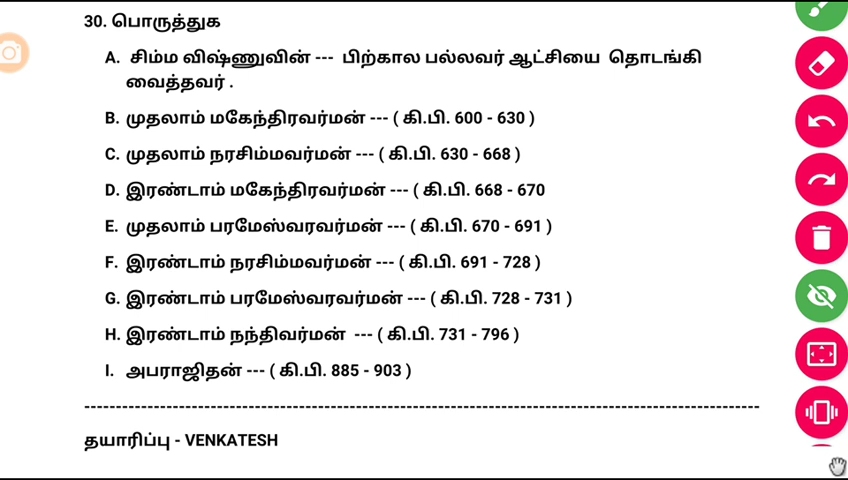 30. பொருத்துக
A. சிம்ம விஷ்ணுவின் --- பிற்கால பல்லவர் ஆட்சியை தொடங்கி
வைத்தவர் .
B. முதலாம் மகேந்திரவர்மன் --- ( கி.பி. 600 - 630 )
C. முதலாம் நரசிம்மவர்மன் --- ( கி.பி. 630 - 668 )
D. இரண்டாம் மகேந்திரவர்மன் --- ( கி.பி. 668 - 670
E. முதலாம் பரமேஸ்வரவர்மன் --- ( கி.பி. 670 - 691 )
F. இரண்டாம் நரசிம்மவர்மன் --- ( கி.பி. 691 - 728 )
G. இரண்டாம் பரமேஸ்வரவர்மன் --- ( கி.பி. 728 - 731 )
H. இரண்டாம் நந்திவர்மன் --- ( கி.பி. 731 - 796 )
I. அபராஜிதன் --- ( கி.பி. 885 - 903 )
தயாரிப்பு - VENKATESH